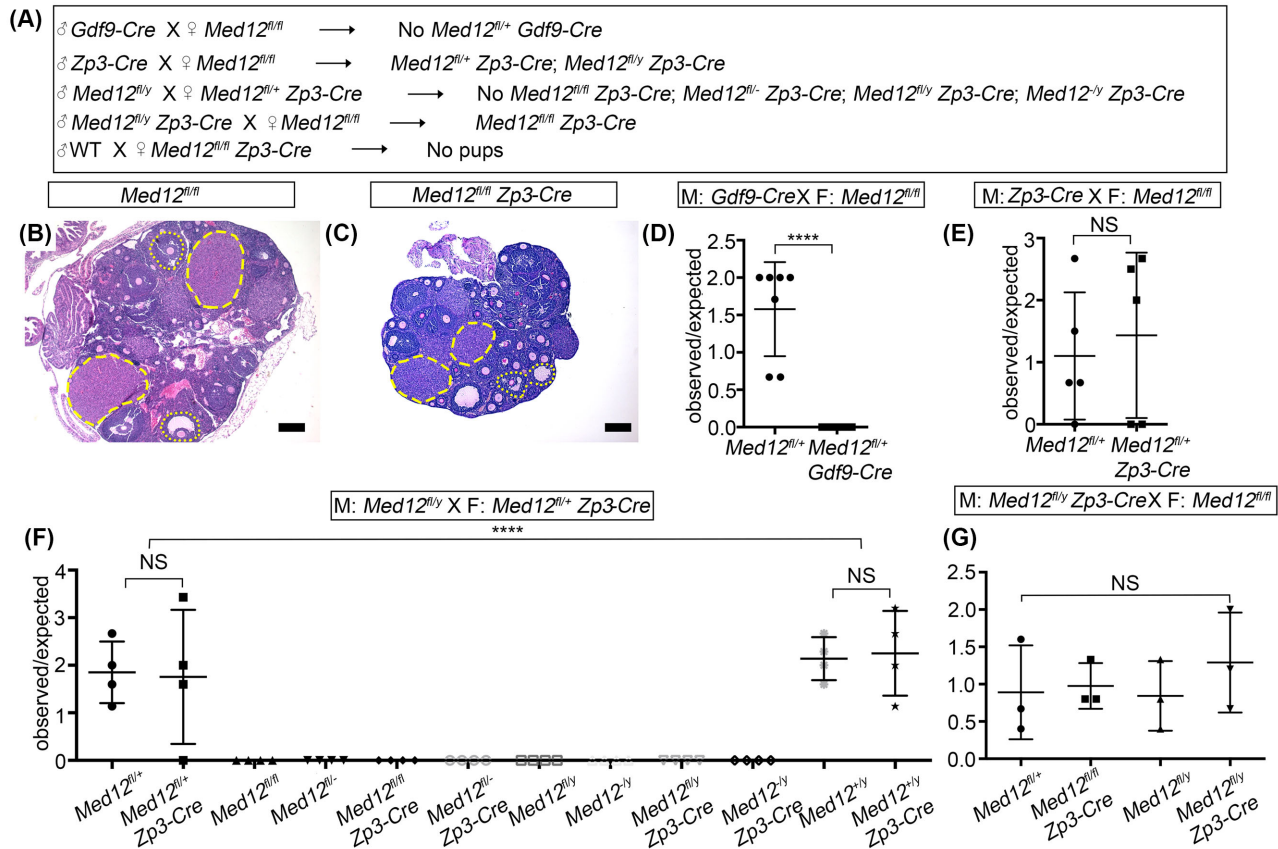 (A)
♂ Gdf9-Cre X ♀ Med12fl/fl → No Med12fl/+ Gdf9-Cre
♂ Zp3-Cre X ♀ Med12fl/fl → Med12fl/+ Zp3-Cre; Med12fl/y Zp3-Cre
♂ Med12fl/y X ♀ Med12fl/+ Zp3-Cre → No Med12fl/fl Zp3-Cre; Med12fl/- Zp3-Cre; Med12fl/y Zp3-Cre; Med12-/y Zp3-Cre
♂ Med12fl/y Zp3-Cre X ♀ Med12fl/fl → Med12fl/fl Zp3-Cre
♂ WT X ♀ Med12fl/fl Zp3-Cre → No pups
Med12fl/fl
Med12fl/fl Zp3-Cre
M: Gdf9-Cre X F: Med12fl/fl
M: Zp3-Cre X F: Med12fl/fl
(B)
(C)
(D)
****
observed/expected
2.5
2.0
1.5
1.0
0.5
0.0
Med12fl/+
Med12fl/+
Gdf9-Cre
(E)
NS
observed/expected
3
2
1
0
Med12fl/+
Med12fl/+
Zp3-Cre
M: Med12fl/y X F: Med12fl/+ Zp3-Cre
(F)
****
NS
NS
observed/expected
4
3
2
1
0
Med12fl/+
Med12fl/+
Zp3-Cre
Med12fl/fl
Med12fl/-
Med12fl/fl
Zp3-Cre
Med12fl/-
Zp3-Cre
Med12fl/y
Med12-/y
Med12fl/y
Zp3-Cre
Med12-/y
Zp3-Cre
Med12+/y
Med12+/y
Zp3-Cre
M: Med12fl/y Zp3-Cre X F: Med12fl/fl
(G)
NS
2.5
2.0
1.5
1.0
0.5
0.0
Med12fl/+
Med12fl/fl
Zp3-Cre
Med12fl/y
Med12fl/y
Zp3-Cre